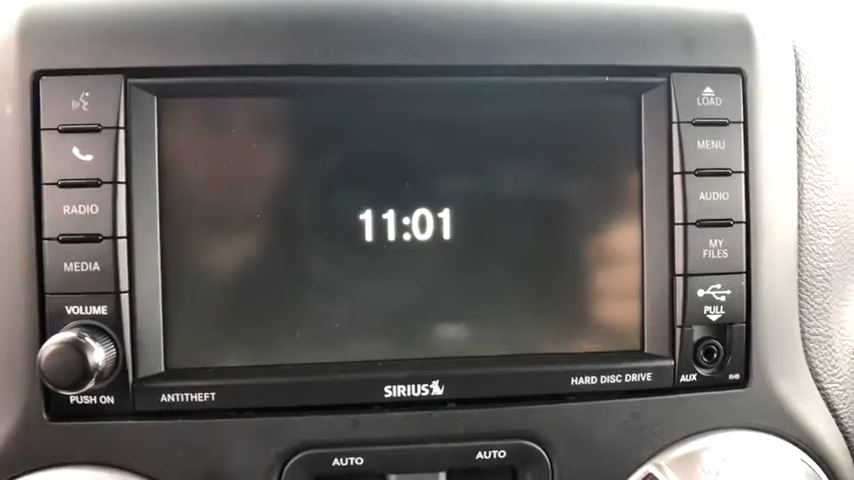 LOAD
MENU
RADIO
AUDIO
11:01
MY
FILES
MEDIA
VOLUME
PULL
PUSH ON
ANTITHEFT
SIRIUS
HARD DISC DRIVE
AUX
RHB
AUTO
AUTO